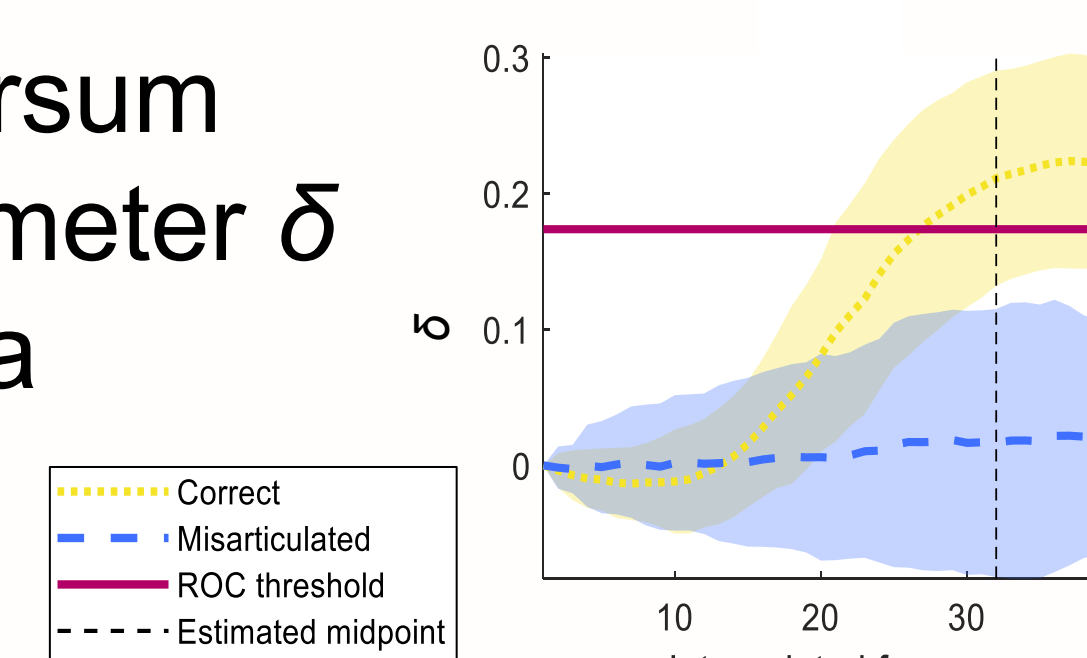 rsum
meter δ
a
Correct
Misarticulated
ROC threshold
Estimated midpoint
0.3
0.2
0.1
0
δ
10 20 30